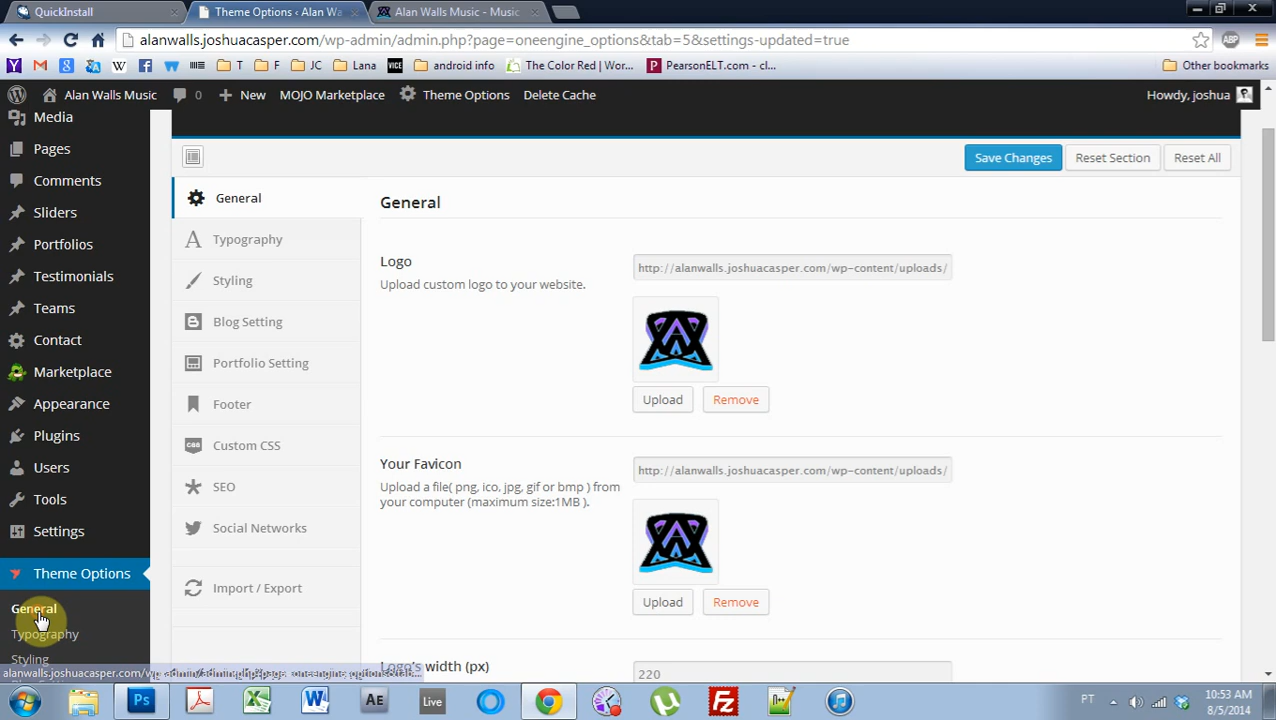 QuickInstall
Theme Options ‹ Alan Wa
Alan Walls Music - Music
alanwalls.joshuacasper.com/wp-admin/admin.php?page=oneengine_options&tab=5&settings-updated=true
T
F
JC
Lana
VICE
android info
The Color Red | Wor...
PearsonELT.com - cl...
Other bookmarks
Alan Walls Music
0
New
MOJO Marketplace
Theme Options
Delete Cache
Howdy, joshua
Media
Pages
Comments
Sliders
Portfolios
Testimonials
Teams
Contact
Marketplace
Appearance
Plugins
Users
Tools
Settings
Theme Options
General
Typography
Styling
Save Changes
Reset Section
Reset All
General
Typography
Styling
Blog Setting
Portfolio Setting
Footer
Custom CSS
SEO
Social Networks
Import / Export
General
Logo
Upload custom logo to your website.
http://alanwalls.joshuacasper.com/wp-content/uploads/
Upload
Remove
Your Favicon
Upload a file( png, ico, jpg, gif or bmp ) from
your computer (maximum size:1MB ).
http://alanwalls.joshuacasper.com/wp-content/uploads/
Upload
Remove
Logo's width (px)
220
Ps
Ae
Live
PT
10:53 AM
8/5/2014